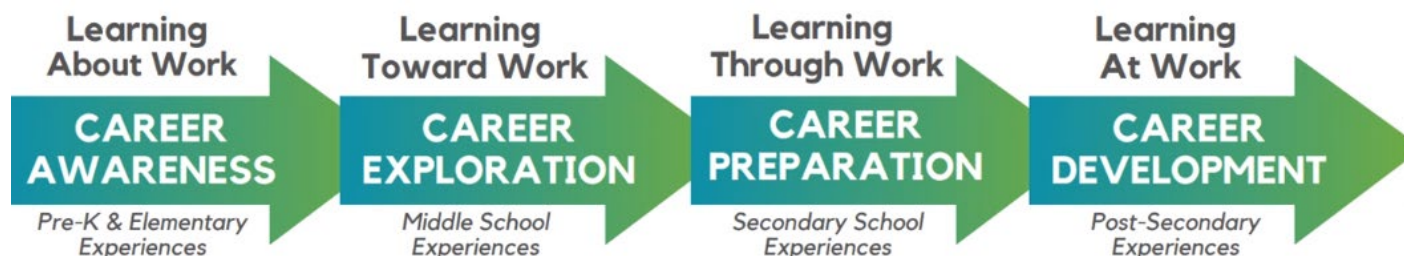 Learning
About Work
CAREER
AWARENESS
Pre-K & Elementary
Experiences
Learning
Toward Work
CAREER
EXPLORATION
Middle School
Experiences
Learning
Through Work
CAREER
PREPARATION
Secondary School
Experiences
Learning
At Work
CAREER
DEVELOPMENT
Post-Secondary
Experiences